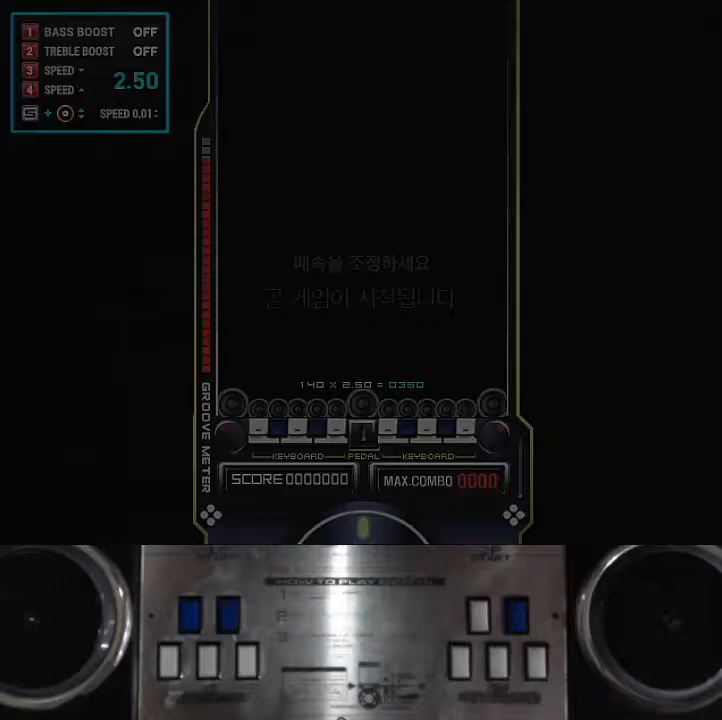 1 BASS BOOST OFF
2 TREBLE BOOST OFF
3 SPEED
2.50
4 SPEED
S + SPEED 0.01
배속을 조정하세요
곧 게임이 시작됩니다
140 X 2.50 = 0350
GROOVE METER
KEYBOARD PEDAL KEYBOARD
SCORE 0000000
MAX.COMBO 0000
START
START
HOW TO PLAY